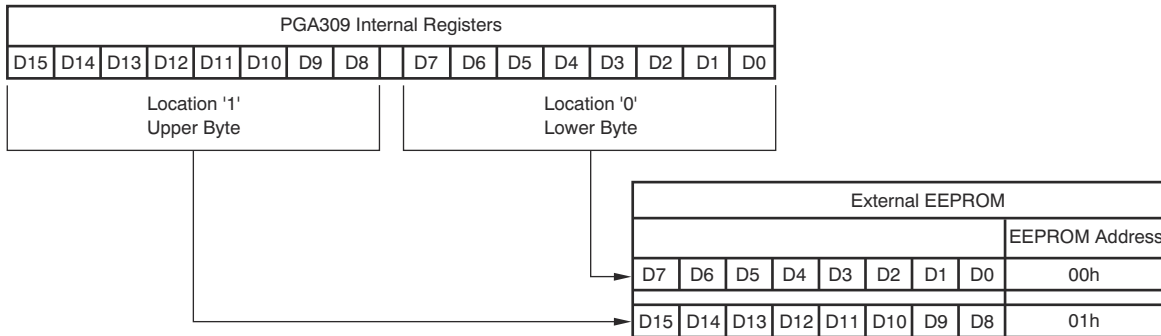 PGA309 Internal Registers
D15 D14 D13 D12 D11 D10 D9 D8 D7 D6 D5 D4 D3 D2 D1 D0
Location '1'
Upper Byte
Location '0'
Lower Byte
External EEPROM
EEPROM Address
D7 D6 D5 D4 D3 D2 D1 D0 00h
D15 D14 D13 D12 D11 D10 D9 D8 01h